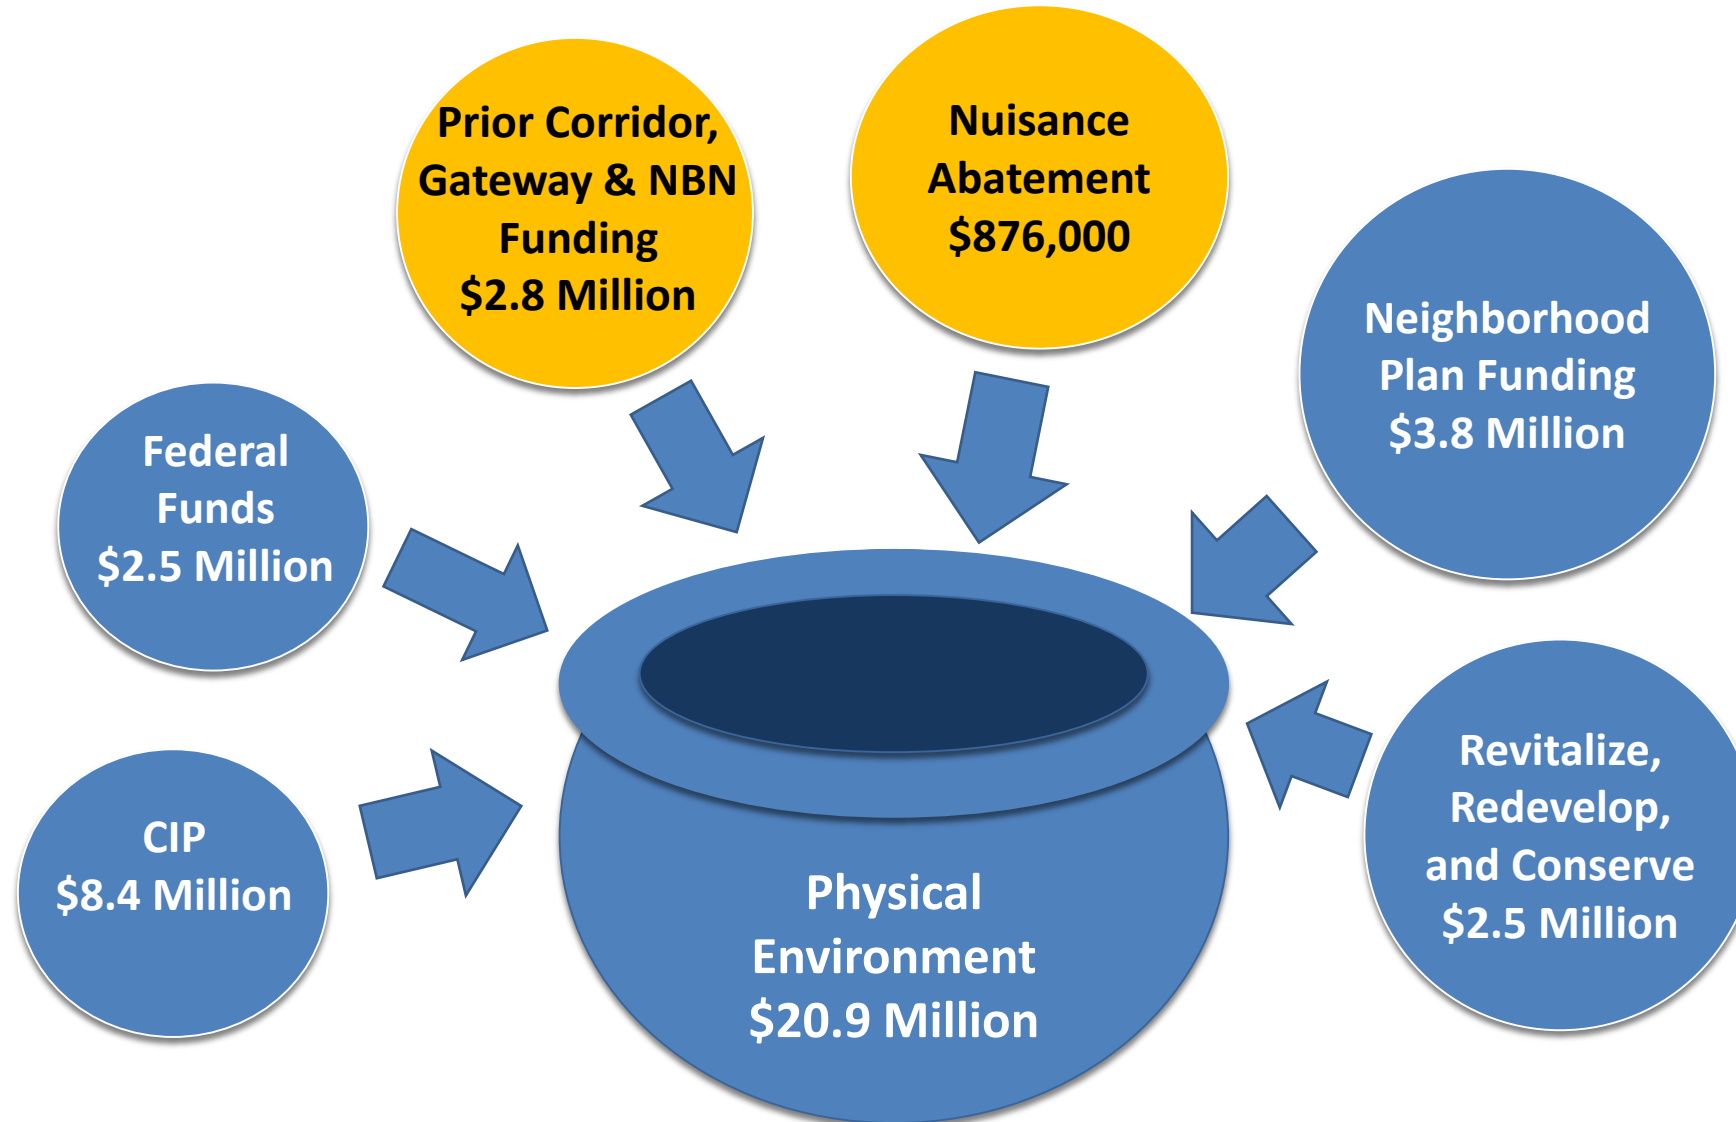 Prior Corridor,
Gateway & NBN
Funding
$2.8 Million
Nuisance
Abatement
$876,000
Neighborhood
Plan Funding
$3.8 Million
Federal
Funds
$2.5 Million
Revitalize,
Redevelop,
and Conserve
$2.5 Million
CIP
$8.4 Million
Physical
Environment
$20.9 Million